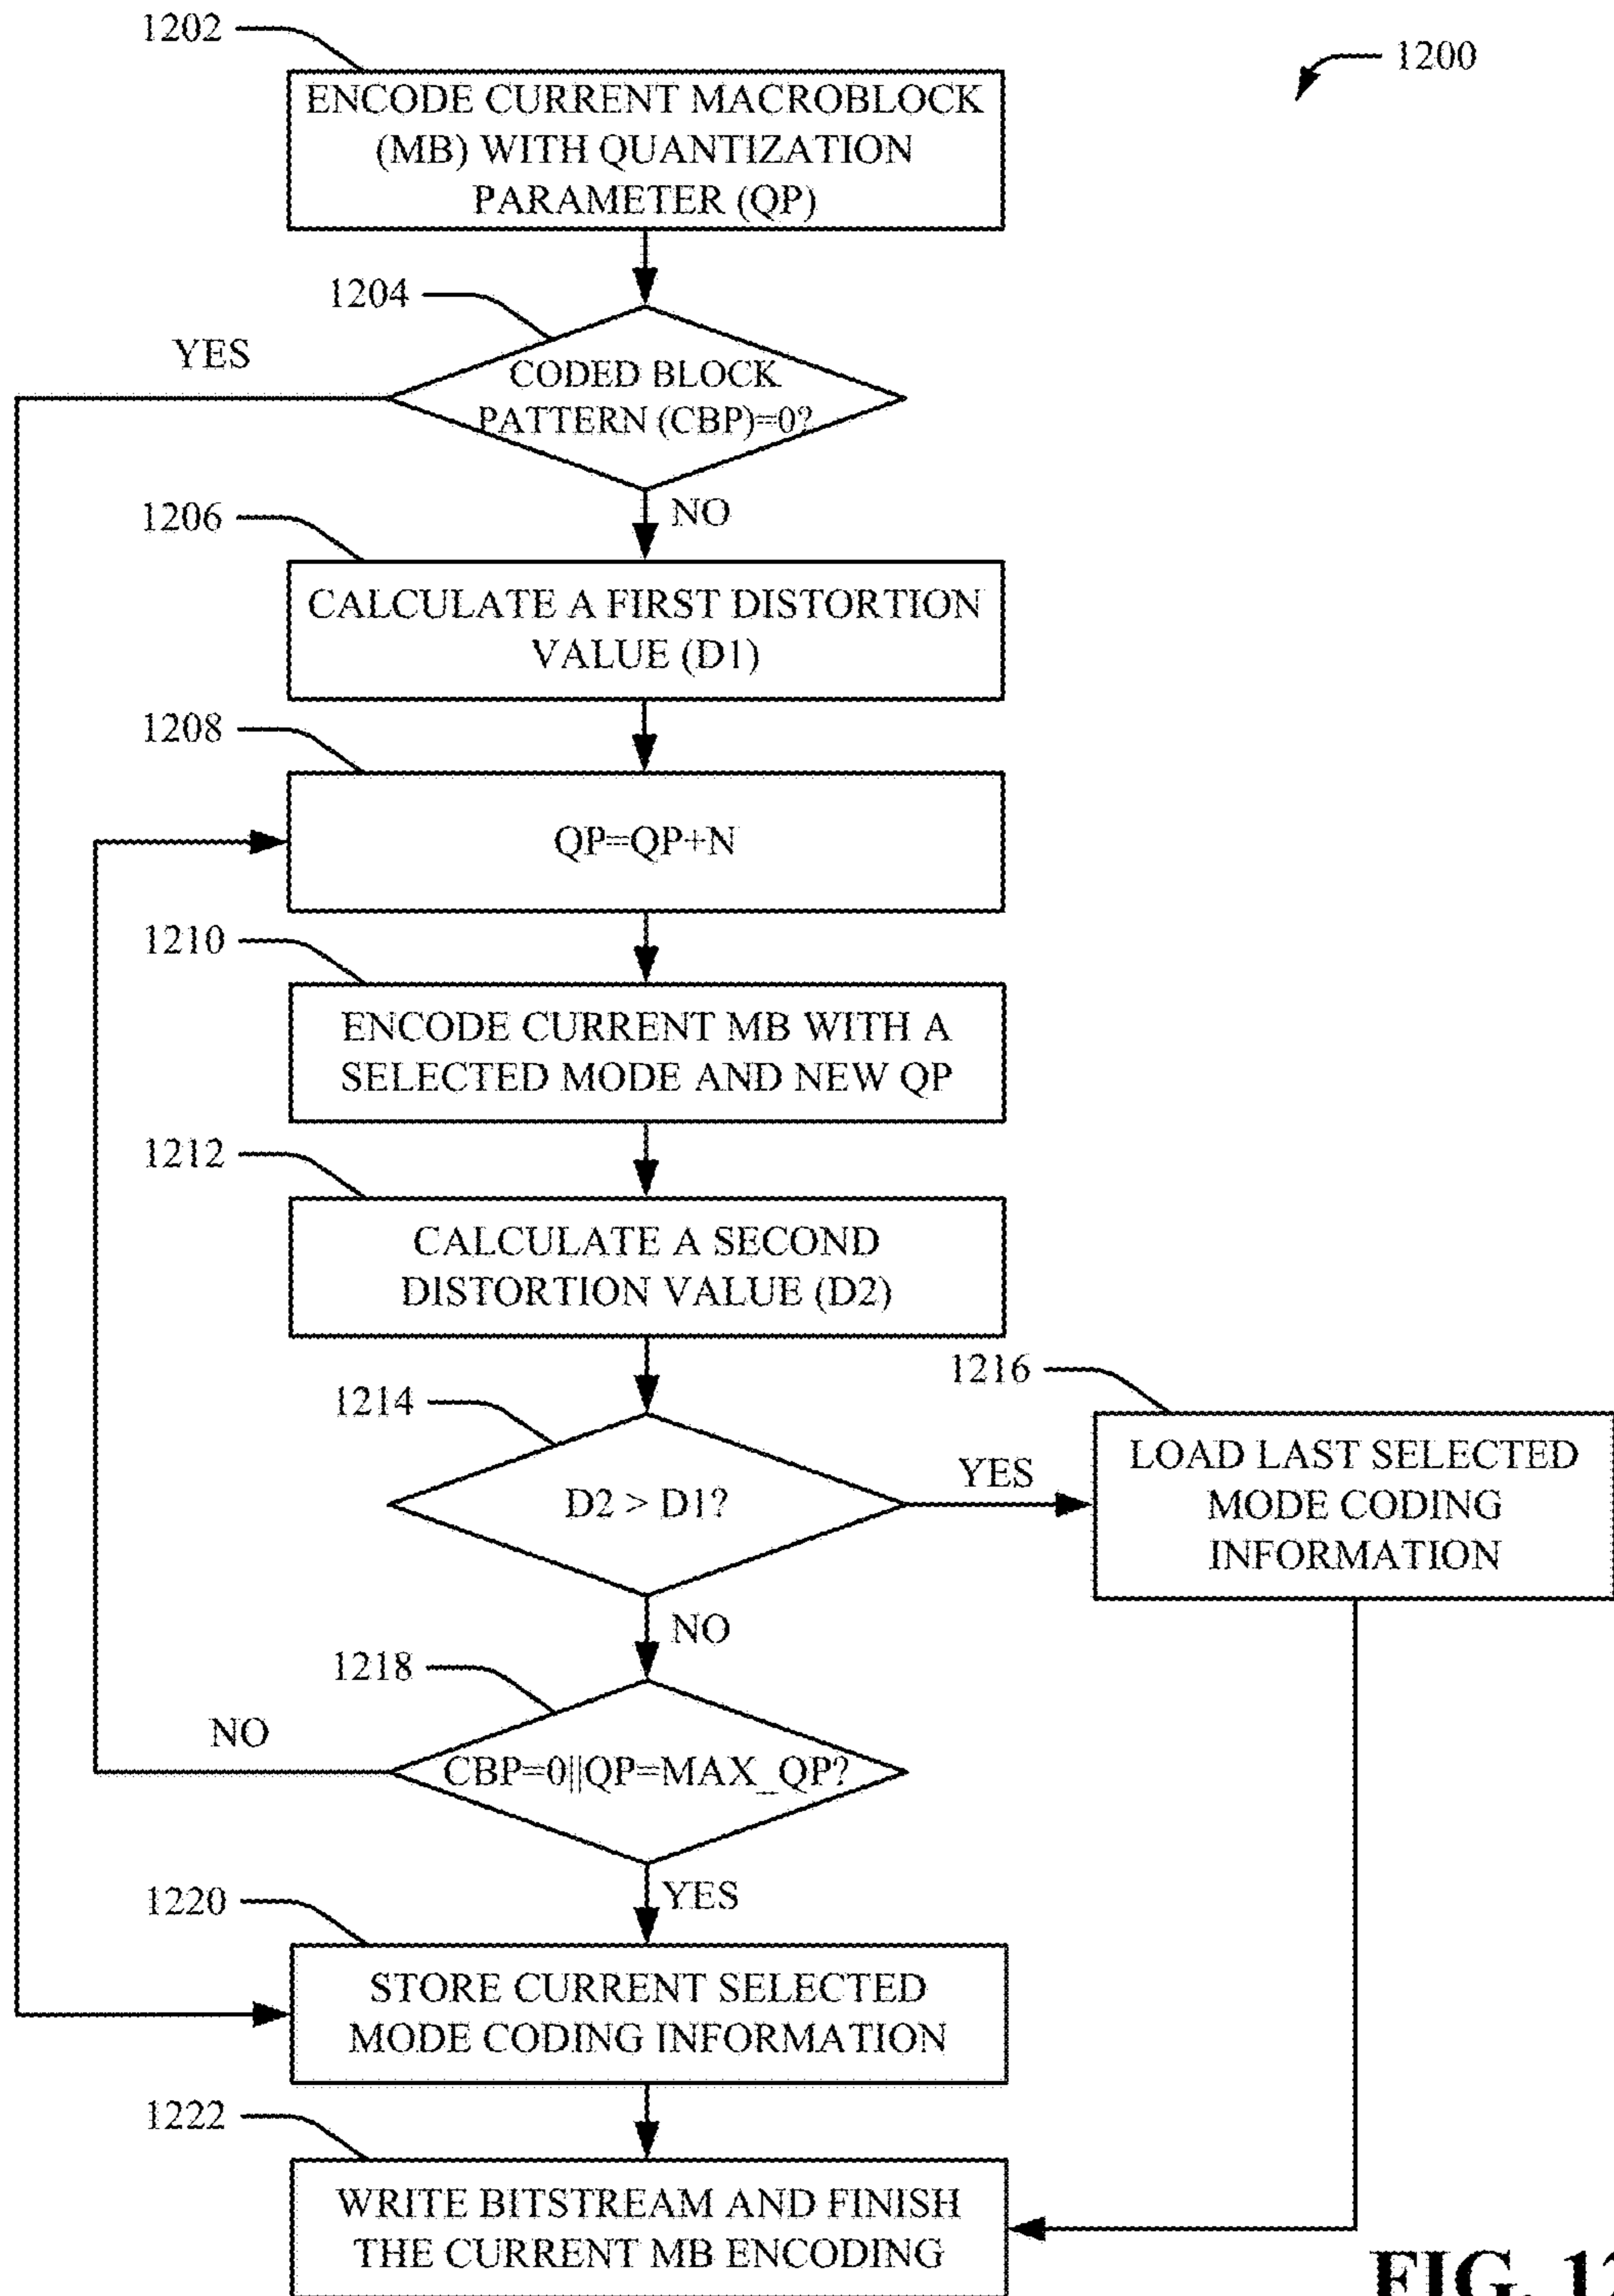 1202
1200
ENCODE CURRENT MACROBLOCK
(MB) WITH QUANTIZATION
PARAMETER (QP)
1204
YES
CODED BLOCK
PATTERN (CBP)=0?
NO
1206
CALCULATE A FIRST DISTORTION
VALUE (D1)
1208
QP=QP+N
1210
ENCODE CURRENT MB WITH A
SELECTED MODE AND NEW QP
1212
CALCULATE A SECOND
DISTORTION VALUE (D2)
1214
D2 > D1?
YES
1216
LOAD LAST SELECTED
MODE CODING
INFORMATION
NO
1218
NO
CBP=0||QP=MAX_QP?
YES
1220
STORE CURRENT SELECTED
MODE CODING INFORMATION
1222
WRITE BITSTREAM AND FINISH
THE CURRENT MB ENCODING
FIG. 12